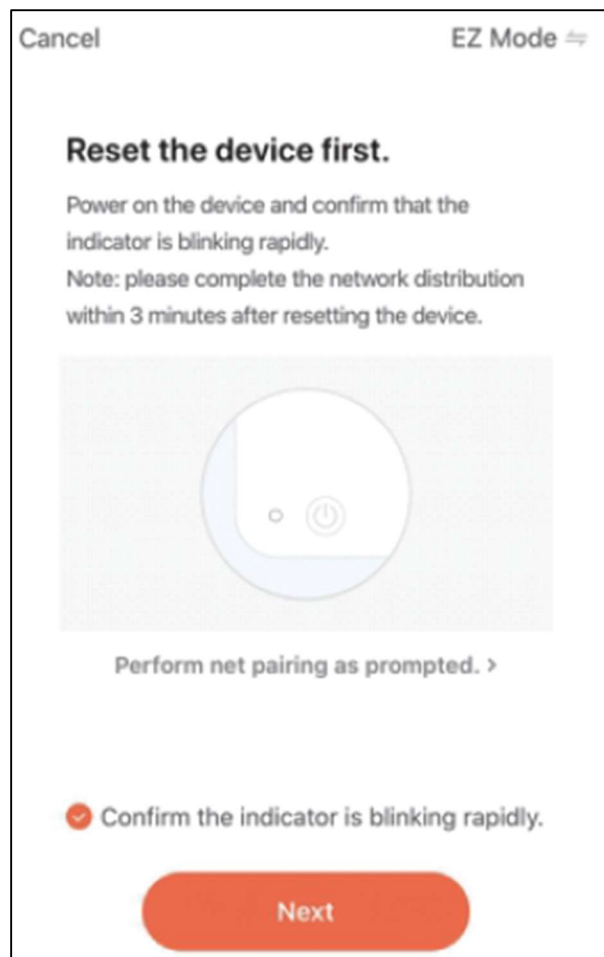 Cancel
EZ Mode
Reset the device first.
Power on the device and confirm that the
indicator is blinking rapidly.
Note: please complete the network distribution
within 3 minutes after resetting the device.
Perform net pairing as prompted. >
Confirm the indicator is blinking rapidly.
Next